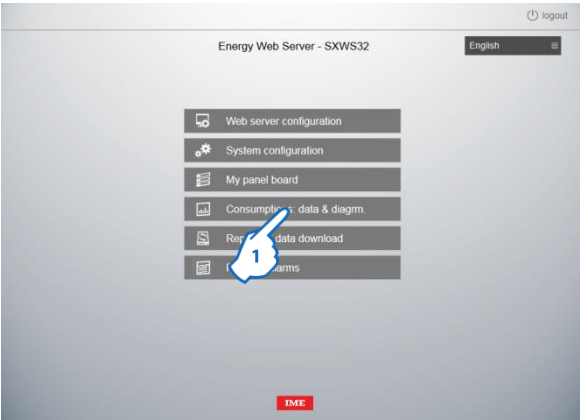 logout
Energy Web Server - SXWS32
English
Web server configuration
System configuration
My panel board
Consumptions: data & diagrm.
data download
1
IME